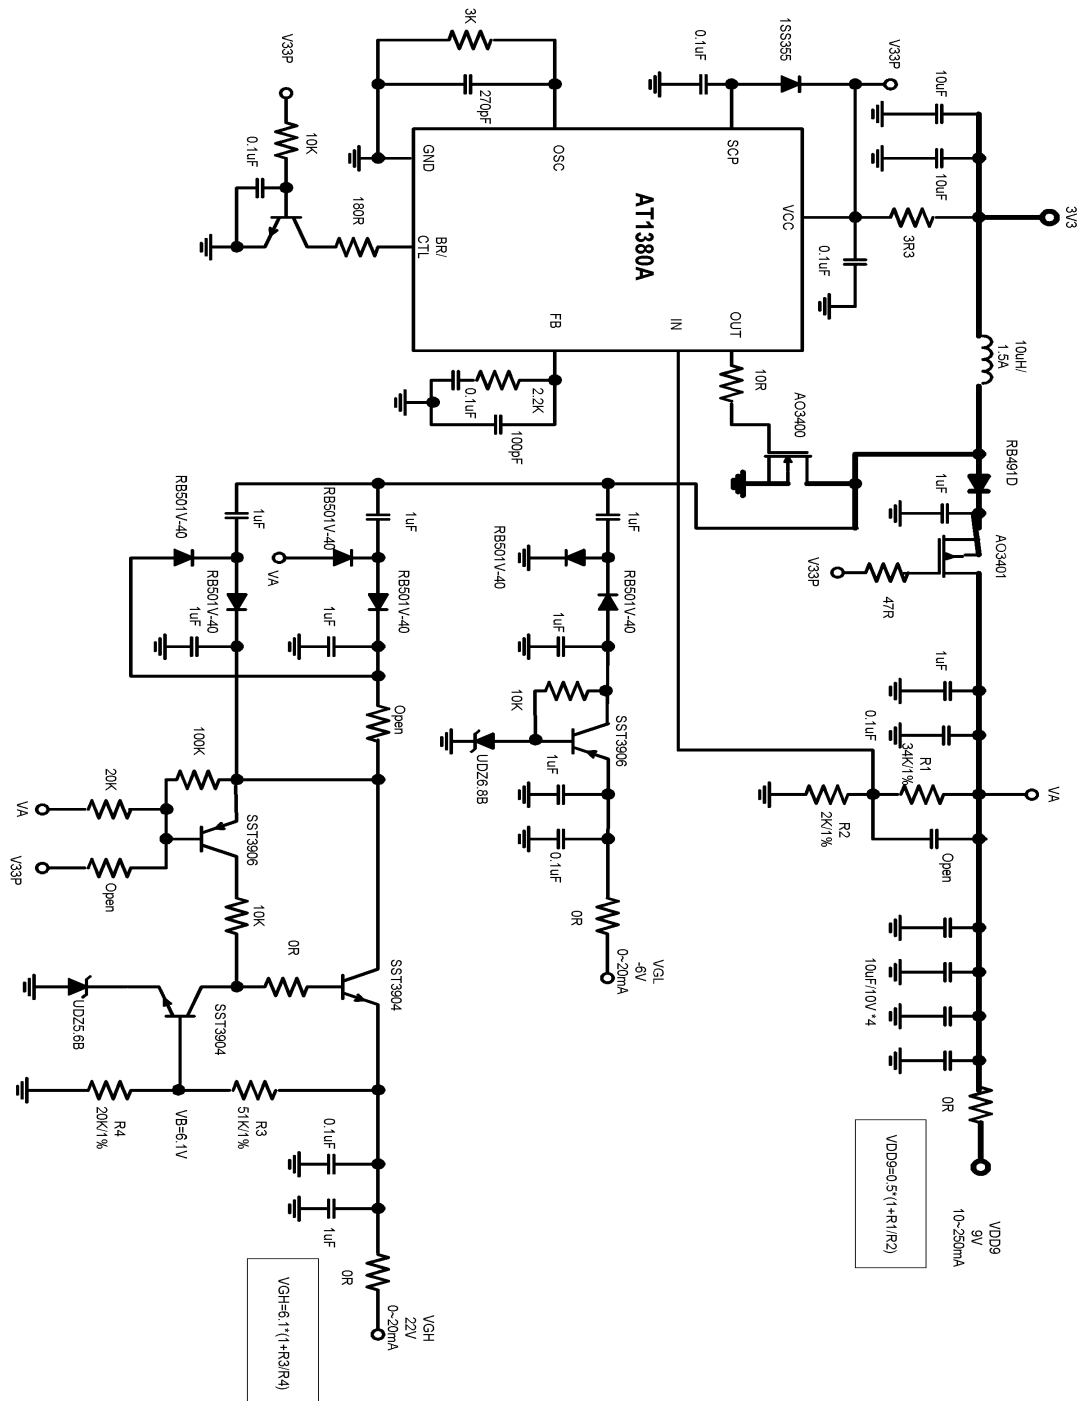 3V3
10uF
10uF
V33P
3R3
0.1uF
1SS355
0.1uF
3K
270pF
V33P
10K
0.1uF
180R
AT1380A
GND
OSC
SCP
VCC
BR/
CTL
FB
IN
OUT
10uH/
1.5A
10R
AO3400
2.2K
0.1uF
100pF
RB491D
1uF
AO3401
V33P
47R
1uF
0.1uF
R1
34K/1%
R2
2K/1%
VA
Open
10uF/10V *4
0R
VDD9
9V
10~250mA
VDD9=0.5*(1+R1/R2)
1uF
RB501V-40
RB501V-40
1uF
10K
SST3906
UDZ6.8B
1uF
0.1uF
0R
VGL
-6V
0~20mA
1uF
RB501V-40
VA
RB501V-40
1uF
Open
1uF
RB501V-40
RB501V-40
1uF
100K
20K
VA
V33P
Open
SST3906
10K
0R
SST3904
SST3904
UDZ5.6B
R3
51K/1%
R4
20K/1%
VB=6.1V
0.1uF
1uF
0R
VGH
22V
0~20mA
VGH=6.1*(1+R3/R4)